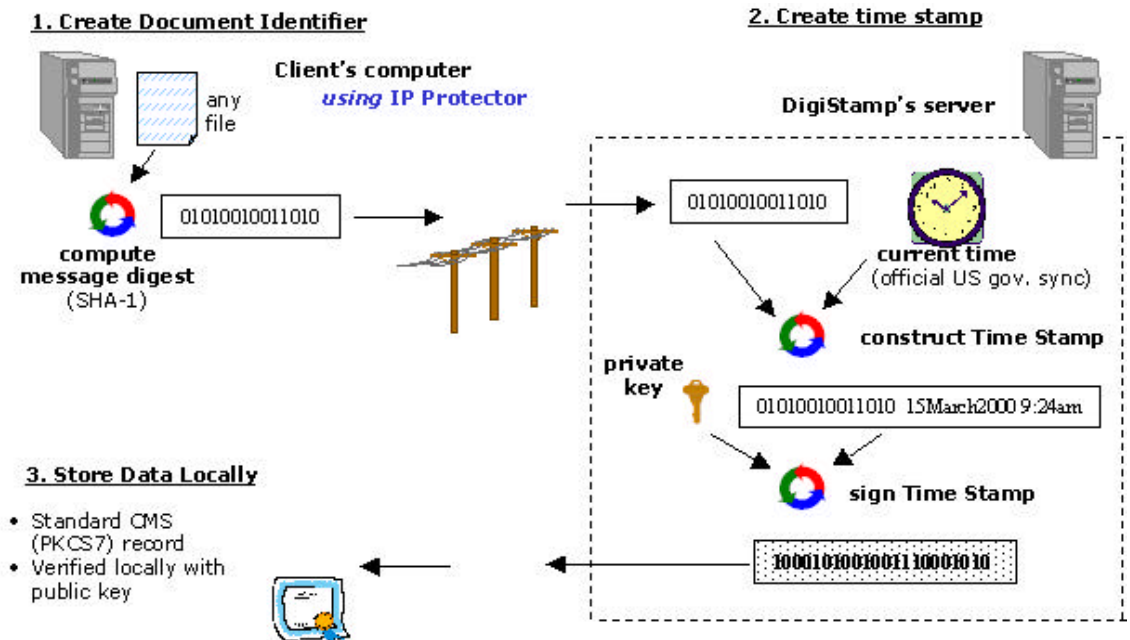 1. Create Document Identifier
any
file
Client's computer
using IP Protector
01010010011010
compute
message digest
(SHA-1)
2. Create time stamp
DigiStamp's server
01010010011010
current time
(official US gov. sync)
construct Time Stamp
private
key
01010010011010 15March2000 9:24am
sign Time Stamp
1000101001001110001010
3. Store Data Locally
• Standard CMS
(PKCS7) record
• Verified locally with
public key